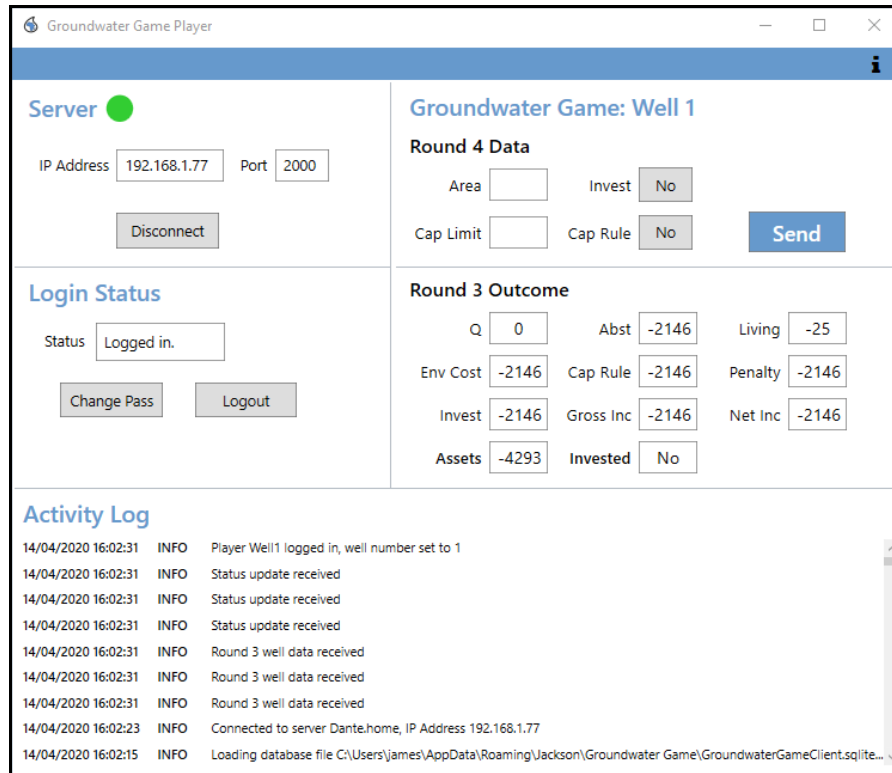 Groundwater Game Player
i
Server
IP Address 192.168.1.77 Port 2000
Disconnect
Login Status
Status Logged in.
Change Pass Logout
Groundwater Game: Well 1
Round 4 Data
Area Invest No
Cap Limit Cap Rule No Send
Round 3 Outcome
Q 0 Abst -2146 Living -25
Env Cost -2146 Cap Rule -2146 Penalty -2146
Invest -2146 Gross Inc -2146 Net Inc -2146
Assets -4293 Invested No
Activity Log
14/04/2020 16:02:31 INFO Player Well1 logged in, well number set to 1
14/04/2020 16:02:31 INFO Status update received
14/04/2020 16:02:31 INFO Status update received
14/04/2020 16:02:31 INFO Status update received
14/04/2020 16:02:31 INFO Round 3 well data received
14/04/2020 16:02:31 INFO Round 3 well data received
14/04/2020 16:02:31 INFO Round 3 well data received
14/04/2020 16:02:23 INFO Connected to server Dante.home, IP Address 192.168.1.77
14/04/2020 16:02:15 INFO Loading database file C:\Users\james\AppData\Roaming\Jackson\Groundwater Game\GroundwaterGameClient.sqlite...